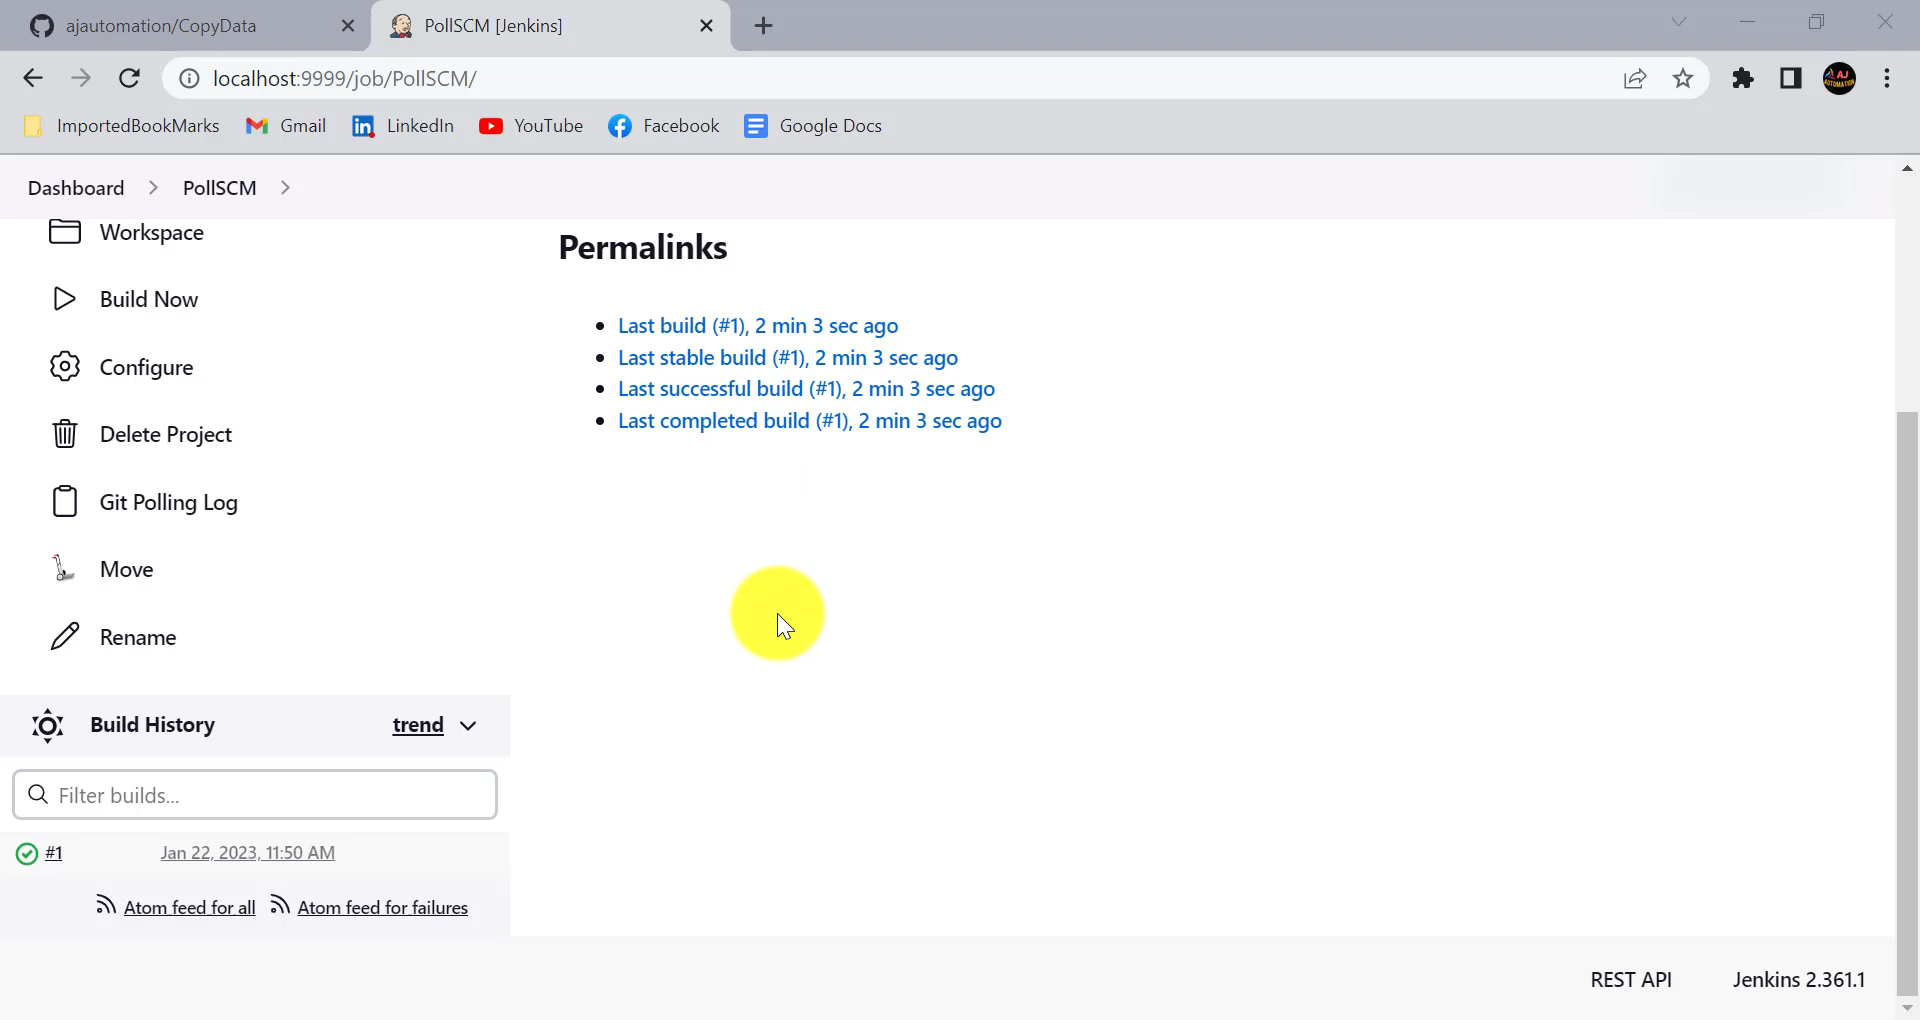 ajautomation/CopyData
PollSCM [Jenkins]
localhost:9999/job/PollSCM/
AJ
AUTOMATION
ImportedBookMarks
Gmail
LinkedIn
YouTube
Facebook
Google Docs
Dashboard
PollSCM
Workspace
Build Now
Configure
Delete Project
Git Polling Log
Move
Rename
Permalinks
Last build (#1), 2 min 3 sec ago
Last stable build (#1), 2 min 3 sec ago
Last successful build (#1), 2 min 3 sec ago
Last completed build (#1), 2 min 3 sec ago
Build History
trend
Filter builds...
#1
Jan 22, 2023, 11:50 AM
Atom feed for all
Atom feed for failures
REST API
Jenkins 2.361.1